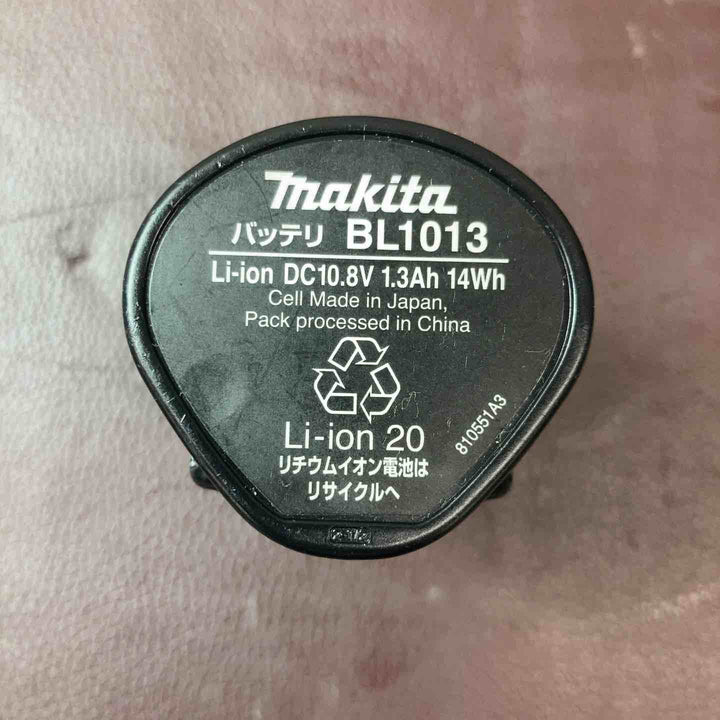 makita
バッテリ BL1013
Li-ion DC10.8V 1.3Ah 14Wh
Cell Made in Japan,
Pack processed in China
Li-ion 20
リチウムイオン電池は
リサイクルへ
810551A3